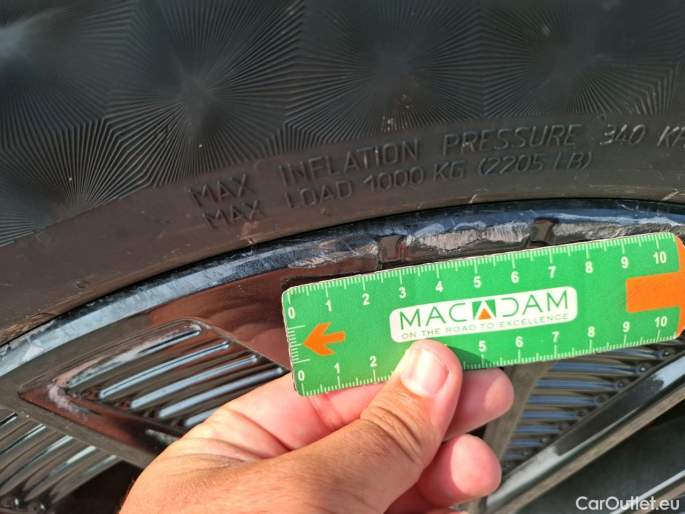 MAX INFLATION PRESSURE 340
MAX LOAD 1000 KG (2205 LB)
0 1 2 3 4 5 6 7 8 9 10
MACADAM
ON THE ROAD TO EXCELLENCE
0 1 2 5 6 7 8 9 10
CarOutlet.eu